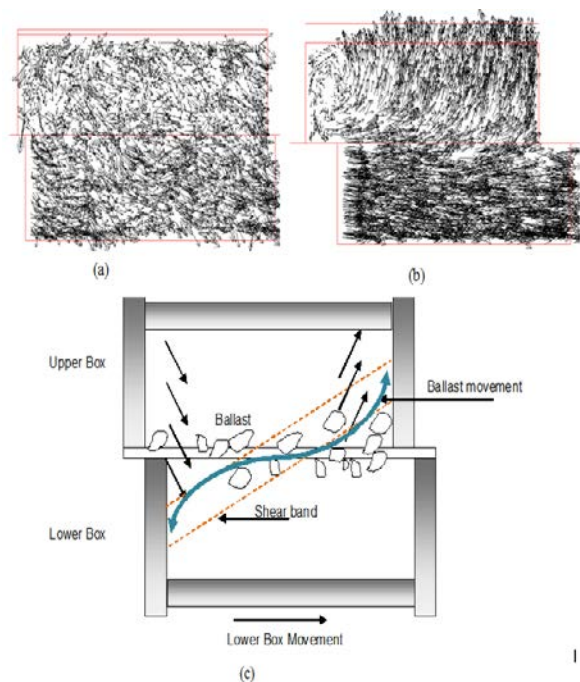 (a)
(b)
Upper Box
Ballast
Ballast movement
Shear band
Lower Box
Lower Box Movement
(c)